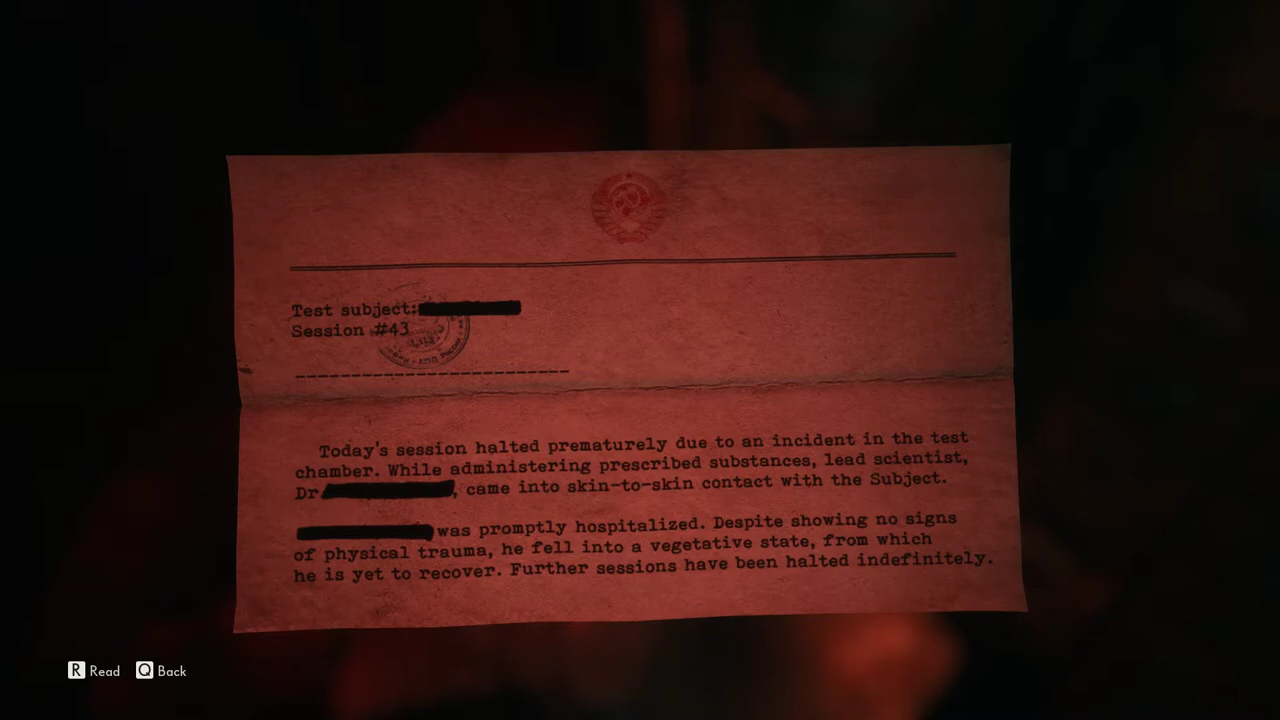 Test subject:
Session #43
Today's session halted prematurely due to an incident in the test
chamber. While administering prescribed substances, lead scientist,
Dr , came into skin-to-skin contact with the Subject.
was promptly hospitalized. Despite showing no signs
of physical trauma, he fell into a vegetative state, from which
he is yet to recover. Further sessions have been halted indefinitely.
R Read Q Back